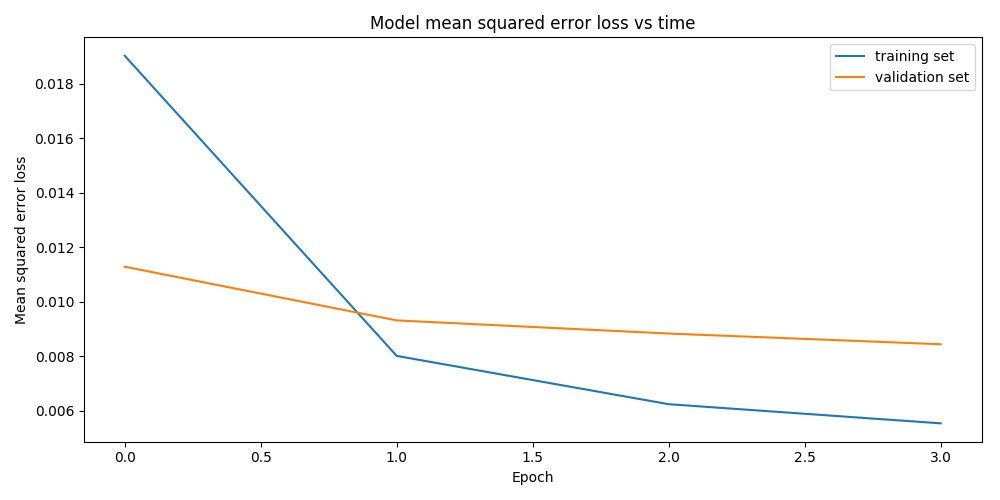 Model mean squared error loss vs time
training set
validation set
Mean squared error loss
0.018
0.016
0.014
0.012
0.010
0.008
0.006
0.0 0.5 1.0 1.5 2.0 2.5 3.0
Epoch